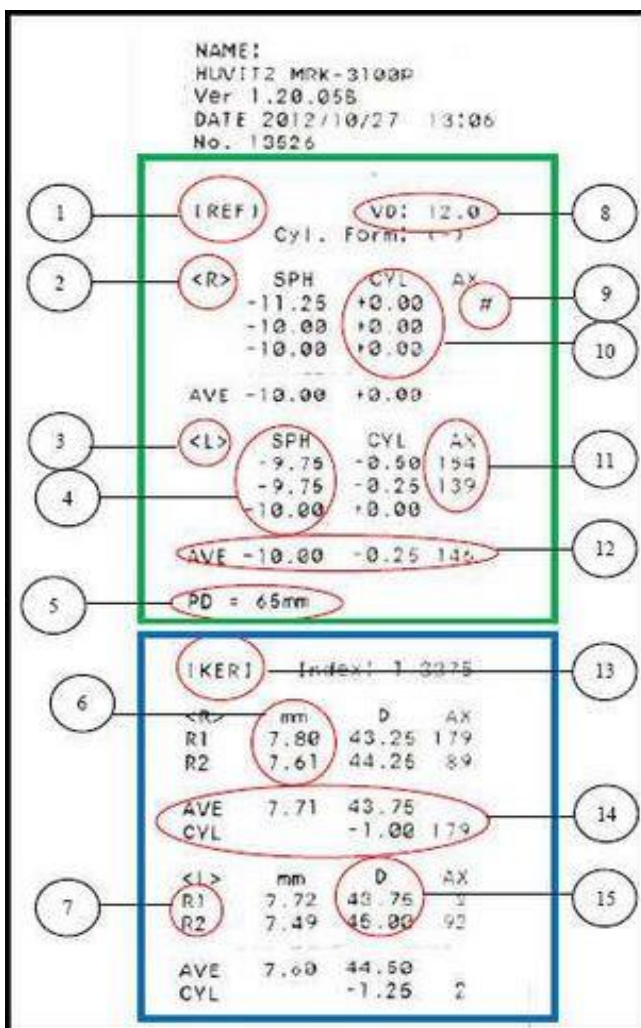 NAME:
HUVITZ MRK-3100P
Ver 1.20.05B
DATE 2012/10/27 13:06
No. 13526
[REF] VD: 12.0
Cyl. Form: (-)
<R> SPH CYL AX
-11.25 +0.00 #
-10.00 +0.00
-10.00 +0.00
AVE -10.00 +0.00
<L> SPH CYL AX
-9.75 -0.50 154
-9.75 -0.25 139
-10.00 +0.00
AVE -10.00 -0.25 146
PD = 65mm
[KER] Index: 1.3375
<R> mm D AX
R1 7.80 43.25 179
R2 7.61 44.25 89
AVE 7.71 43.75
CYL -1.00 179
<L> mm D AX
R1 7.72 43.75 2
R2 7.49 45.00 92
AVE 7.60 44.50
CYL -1.25 2
1
2
3
4
5
6
7
8
9
10
11
12
13
14
15